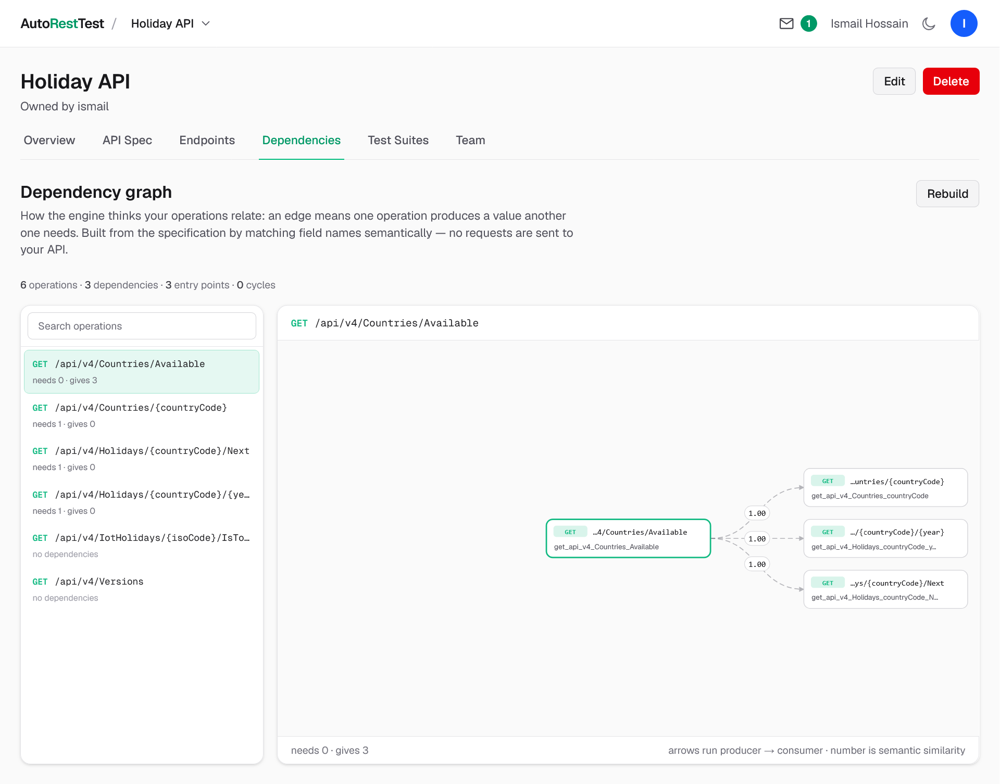 AutoRestTest / Holiday API
1 Ismail Hossain I
Holiday API
Edit Delete
Owned by ismail
Overview API Spec Endpoints Dependencies Test Suites Team
Dependency graph
Rebuild
How the engine thinks your operations relate: an edge means one operation produces a value another
one needs. Built from the specification by matching field names semantically — no requests are sent to
your API.
6 operations · 3 dependencies · 3 entry points · 0 cycles
Search operations
GET /api/v4/Countries/Available
needs 0 · gives 3
GET /api/v4/Countries/{countryCode}
needs 1 · gives 0
GET /api/v4/Holidays/{countryCode}/Next
needs 1 · gives 0
GET /api/v4/Holidays/{countryCode}/{ye…
needs 1 · gives 0
GET /api/v4/IotHolidays/{isoCode}/IsTo…
no dependencies
GET /api/v4/Versions
no dependencies
GET /api/v4/Countries/Available
GET …4/Countries/Available
get_api_v4_Countries_Available
1.00
1.00
1.00
GET …untries/{countryCode}
get_api_v4_Countries_countryCode
GET …/{countryCode}/{year}
get_api_v4_Holidays_countryCode_y…
GET …ys/{countryCode}/Next
get_api_v4_Holidays_countryCode_N…
needs 0 · gives 3
arrows run producer → consumer · number is semantic similarity